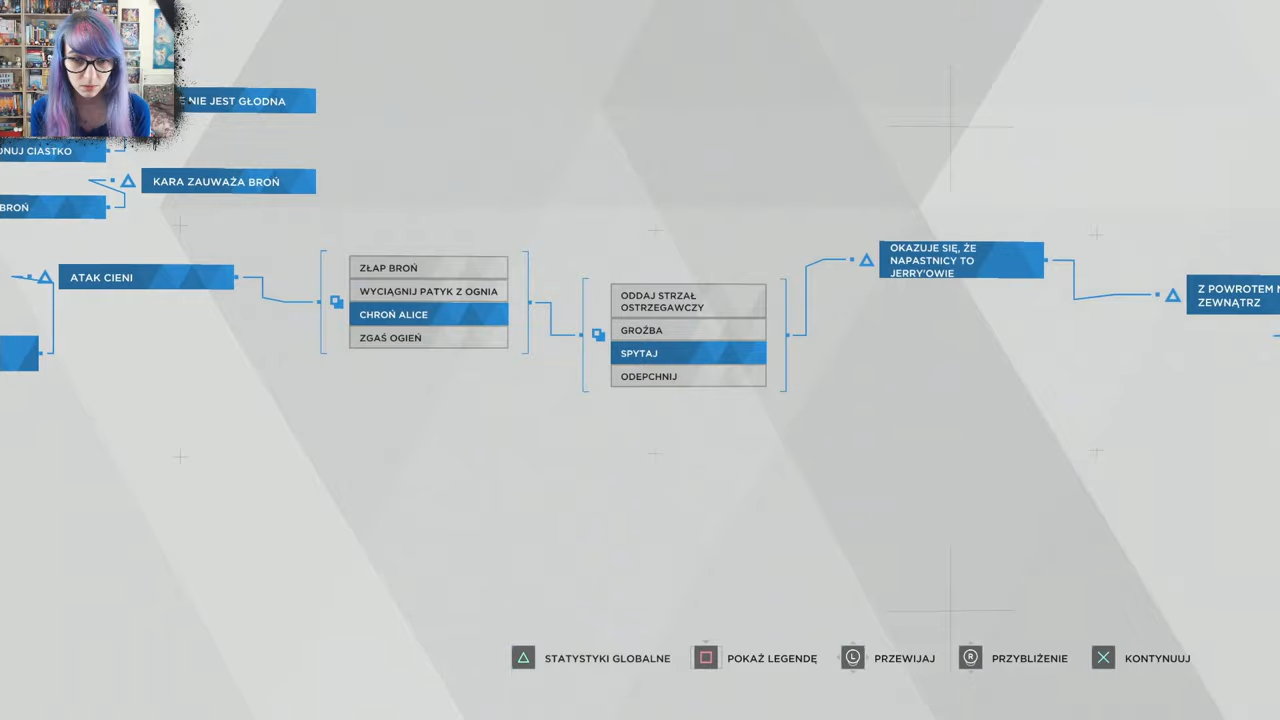 NIE JEST GŁODNA
CIASTKO
KARA ZAUWAŻA BROŃ
BROŃ
ATAK CIENI
ZŁAP BROŃ
WYCIĄGNIJ PATYK Z OGNIA
CHROŃ ALICE
ZGAŚ OGIEŃ
ODDAJ STRZAŁ
OSTRZEGAWCZY
GROŹBA
SPYTAJ
ODEPCHNIJ
OKAZUJE SIĘ, ŻE
NAPASTNICY TO
JERRY'OWIE
Z POWROTEM
ZEWNĄTRZ
STATYSTYKI GLOBALNE
POKAŻ LEGENDĘ
L
PRZEWIJAJ
R
PRZYBLIŻENIE
KONTYNUUJ